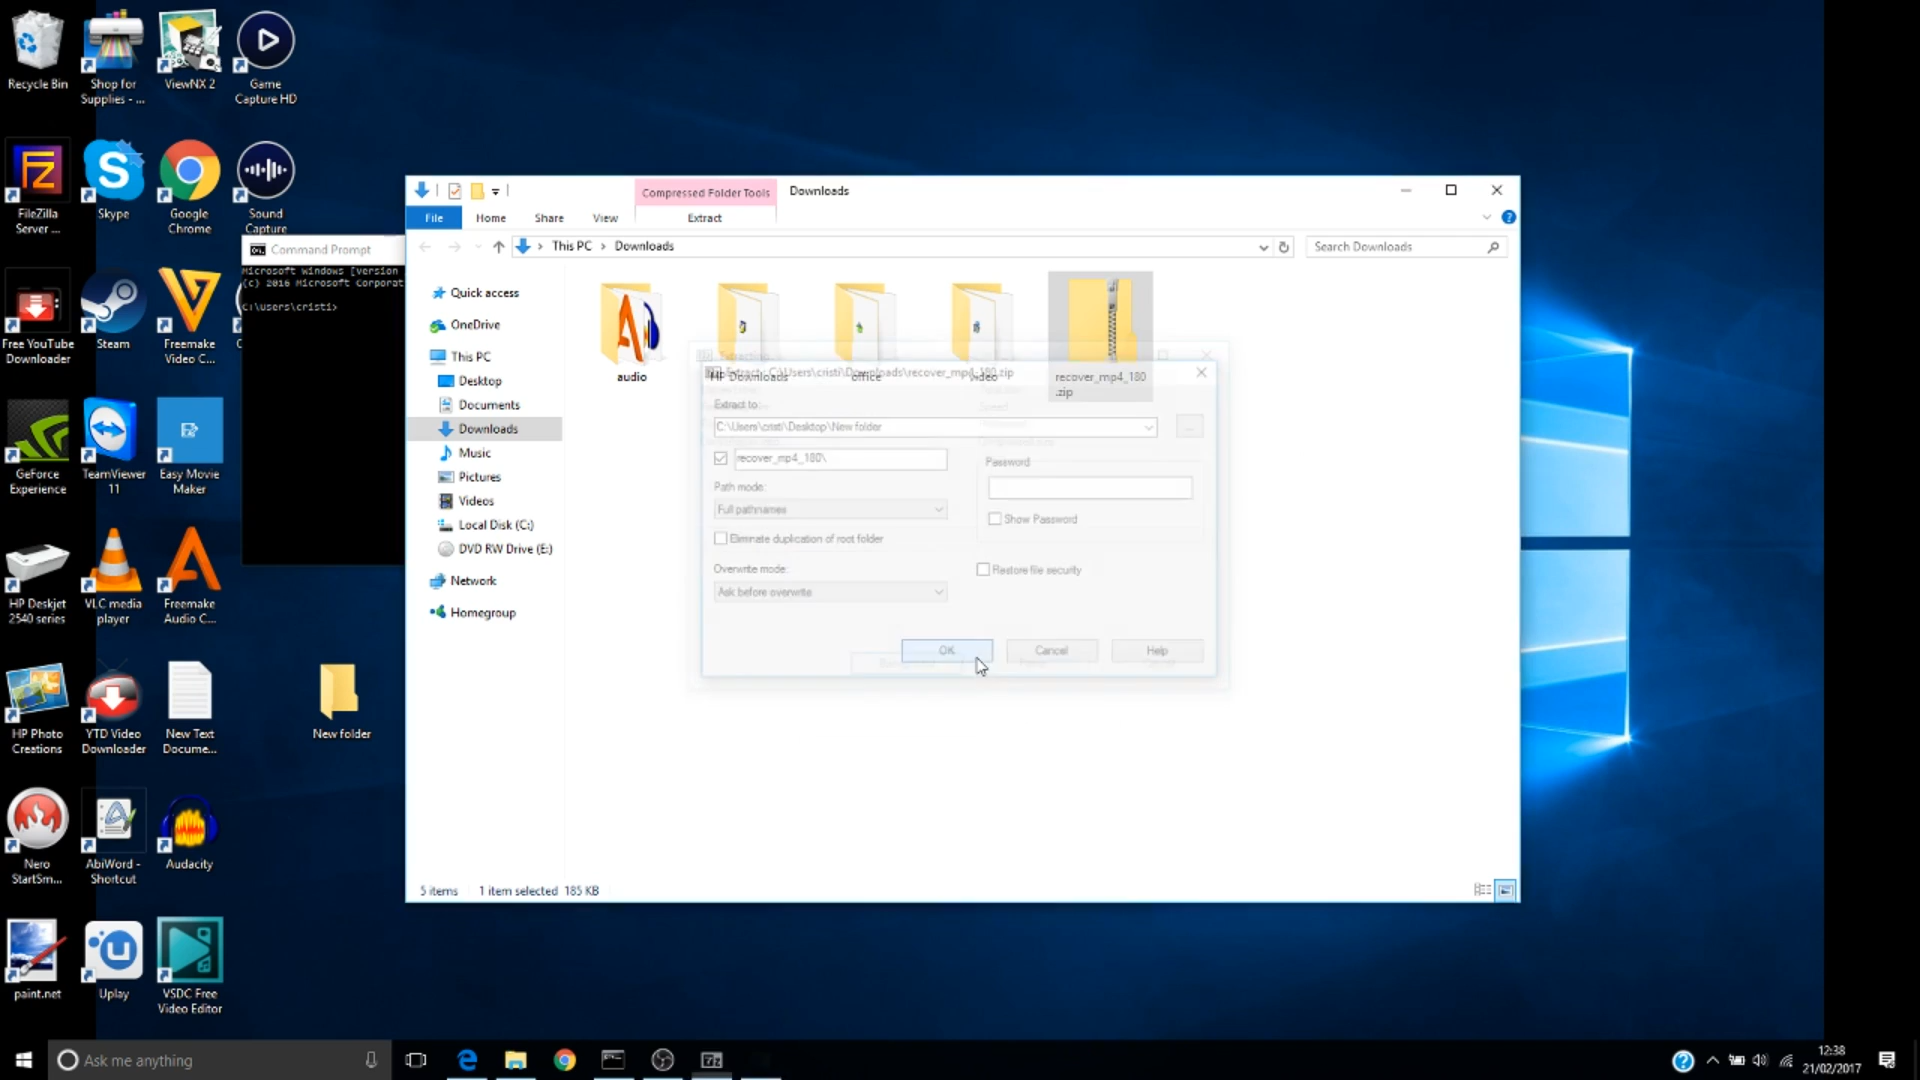 Recycle Bin
Shop for
Supplies - ...
ViewNX 2
Game
Capture HD
FileZilla
Server ...
Skype
Google
Chrome
Sound
Capture
Free YouTube
Downloader
Steam
Freemake
Video C...
GeForce
Experience
TeamViewer
11
Easy Movie
Maker
HP Deskjet
2540 series
VLC media
player
Freemake
Audio C...
HP Photo
Creations
YTD Video
Downloader
New Text
Docume...
New folder
Nero
StartSm...
AbiWord -
Shortcut
Audacity
paint.net
Uplay
VSDC Free
Video Editor
Command Prompt
Microsoft Windows [Version
(c) 2016 Microsoft Corporat
C:\Users\cristi>
Compressed Folder Tools
Downloads
File
Home
Share
View
Extract
This PC > Downloads
Search Downloads
Quick access
OneDrive
This PC
Desktop
Documents
Downloads
Music
Pictures
Videos
Local Disk (C:)
DVD RW Drive (E:)
Network
Homegroup
audio
HP Downloads
office
video
recover_mp4_180
.zip
Extract : C:\Users\cristi\Downloads\recover_mp4_180.zip
Extract to:
C:\Users\cristi\Desktop\New folder
...
recover_mp4_180\
Path mode:
Full pathnames
Eliminate duplication of root folder
Overwrite mode:
Ask before overwrite
Password
Show Password
Restore file security
OK
Cancel
Help
5 items
1 item selected 185 KB
Ask me anything
12:38
21/02/2017